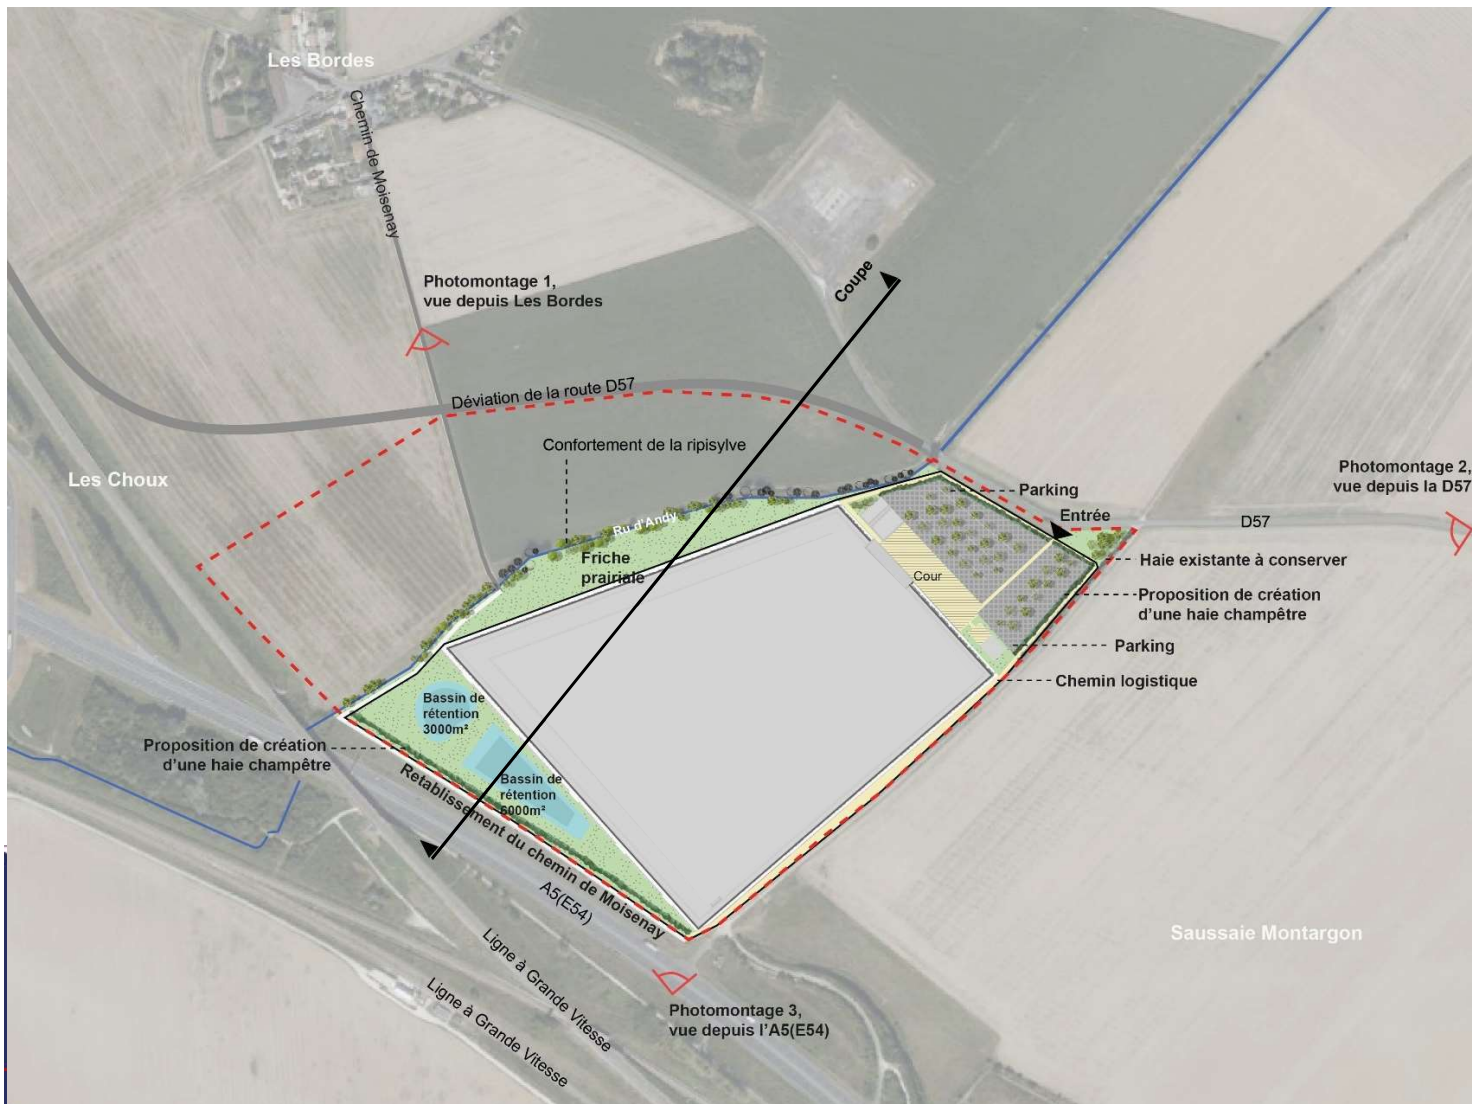 Les Bordes
Chemin de Moisenay
Photomontage 1,
vue depuis Les Bordes
Coupe
Déviation de la route D57
Confortement de la ripisylve
Les Choux
Photomontage 2,
vue depuis la D57
Parking
Entrée
D57
Ru d'Andy
Friche
prairiale
Cour
Haie existante à conserver
Proposition de création
d'une haie champêtre
Parking
Chemin logistique
Bassin de
rétention
3000m²
Proposition de création
d'une haie champêtre
Bassin de
rétention
6000m²
Retablissement du chemin de Moisenay
A5(E54)
Saussaie Montargon
Ligne à Grande Vitesse
Ligne à Grande Vitesse
Photomontage 3,
vue depuis l'A5(E54)